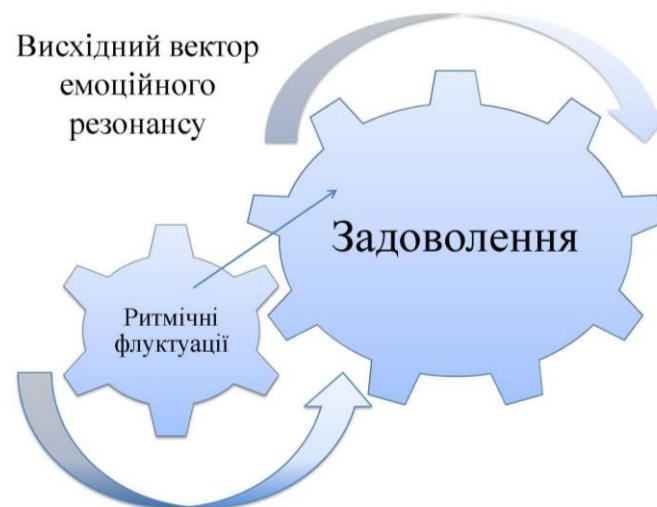 Висхідний вектор
емоційного
резонансу
Задоволення
Ритмічні
флуктуації